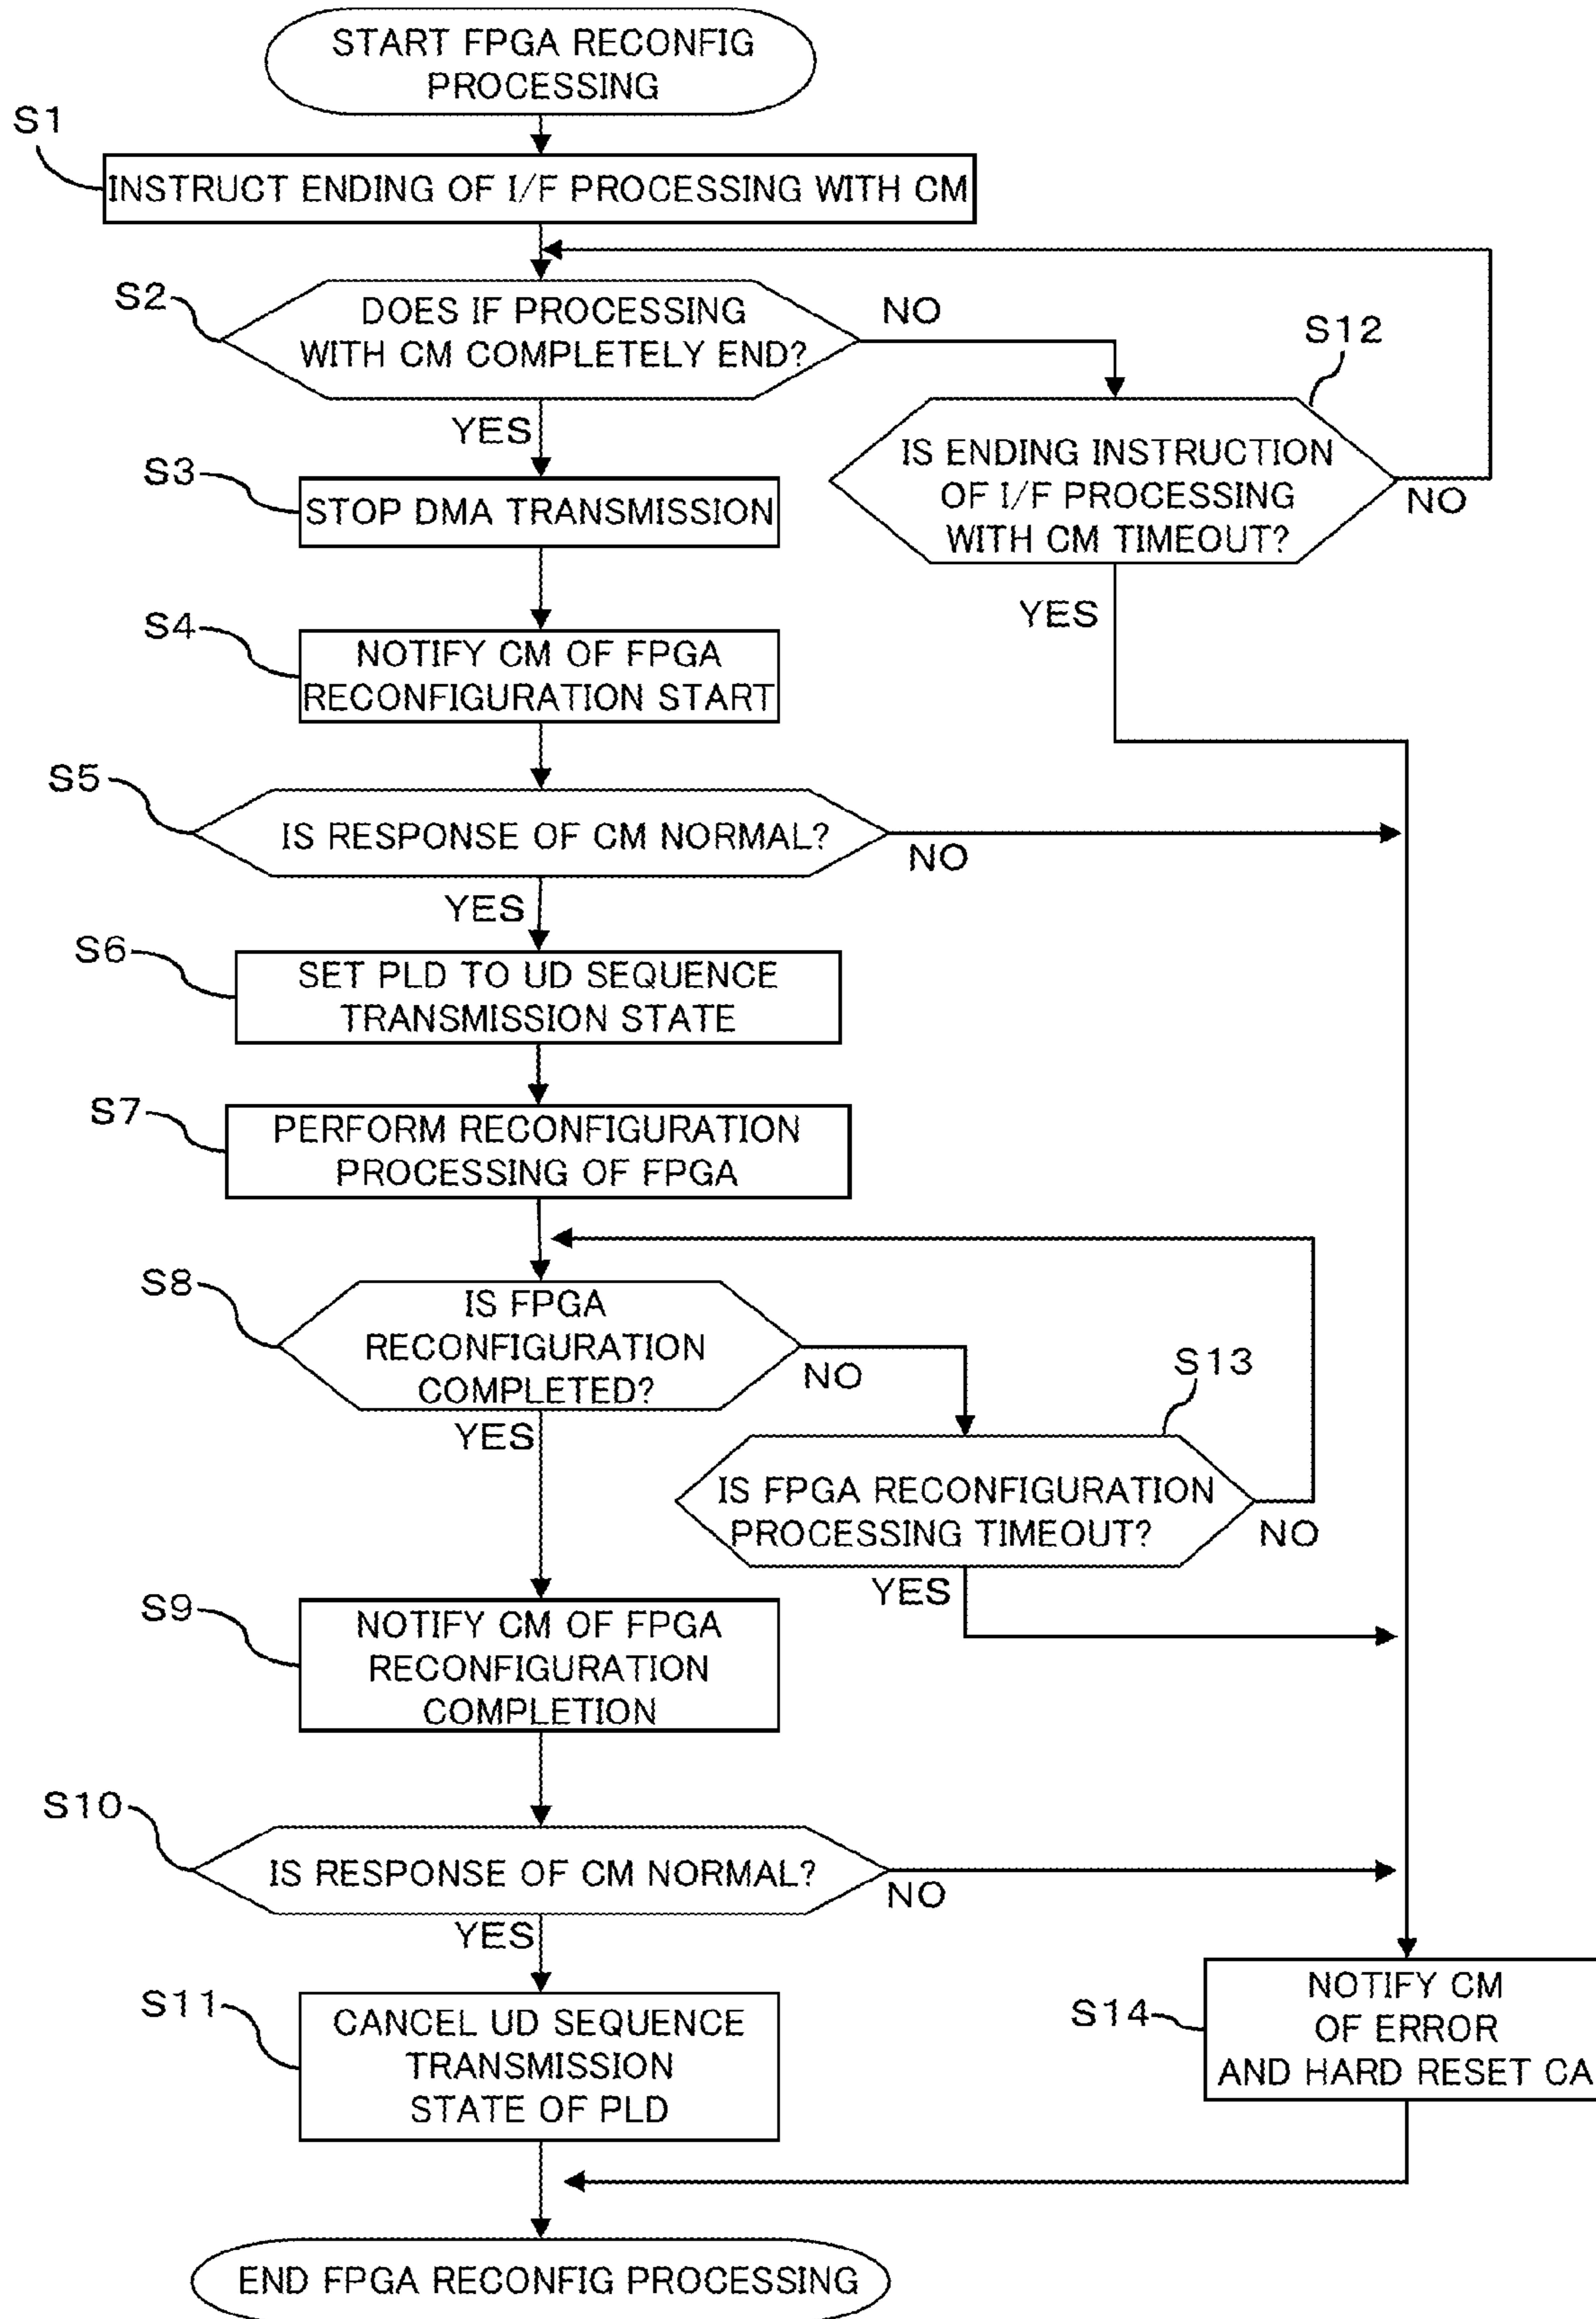 START FPGA RECONFIG
PROCESSING
S1
INSTRUCT ENDING OF I/F PROCESSING WITH CM
S2
DOES IF PROCESSING
WITH CM COMPLETELY END?
NO
YES
S12
IS ENDING INSTRUCTION
OF I/F PROCESSING
WITH CM TIMEOUT?
NO
YES
S3
STOP DMA TRANSMISSION
S4
NOTIFY CM OF FPGA
RECONFIGURATION START
S5
IS RESPONSE OF CM NORMAL?
NO
YES
S6
SET PLD TO UD SEQUENCE
TRANSMISSION STATE
S7
PERFORM RECONFIGURATION
PROCESSING OF FPGA
S8
IS FPGA
RECONFIGURATION
COMPLETED?
NO
YES
S13
IS FPGA RECONFIGURATION
PROCESSING TIMEOUT?
NO
YES
S9
NOTIFY CM OF FPGA
RECONFIGURATION
COMPLETION
S10
IS RESPONSE OF CM NORMAL?
NO
YES
S11
CANCEL UD SEQUENCE
TRANSMISSION
STATE OF PLD
S14
NOTIFY CM
OF ERROR
AND HARD RESET CA
END FPGA RECONFIG PROCESSING